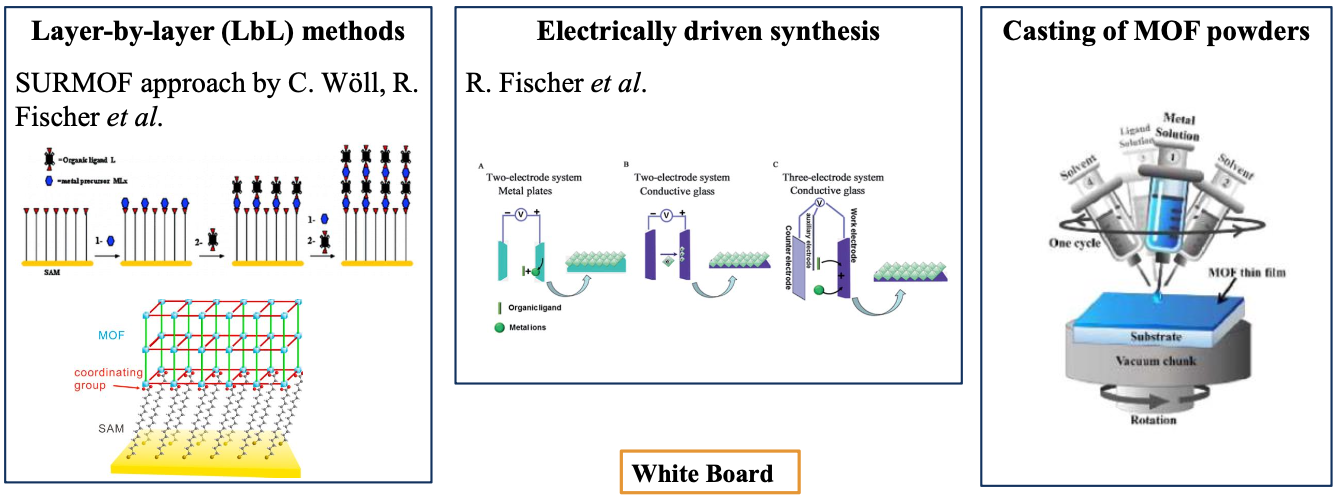 Layer-by-layer (LbL) methods
SURMOF approach by C. Wöll, R.
Fischer et al.
=Organic ligand L
=metal precursor MLx
1-
2-
1-
2-
SAM
MOF
coordinating
group
SAM
Electrically driven synthesis
R. Fischer et al.
A
Two-electrode system
Metal plates
− V +
+
B
Two-electrode system
Conductive glass
− V +
C
Three-electrode system
Conductive glass
V
Counter electrode
auxiliary electrode
Work electrode
+
Organic ligand
Metal ions
White Board
Casting of MOF powders
Metal
Solution
1
Ligand
Solution
3
Solvent
4
Solvent
2
One cycle
MOF thin film
Substrate
Vacuum chunk
Rotation